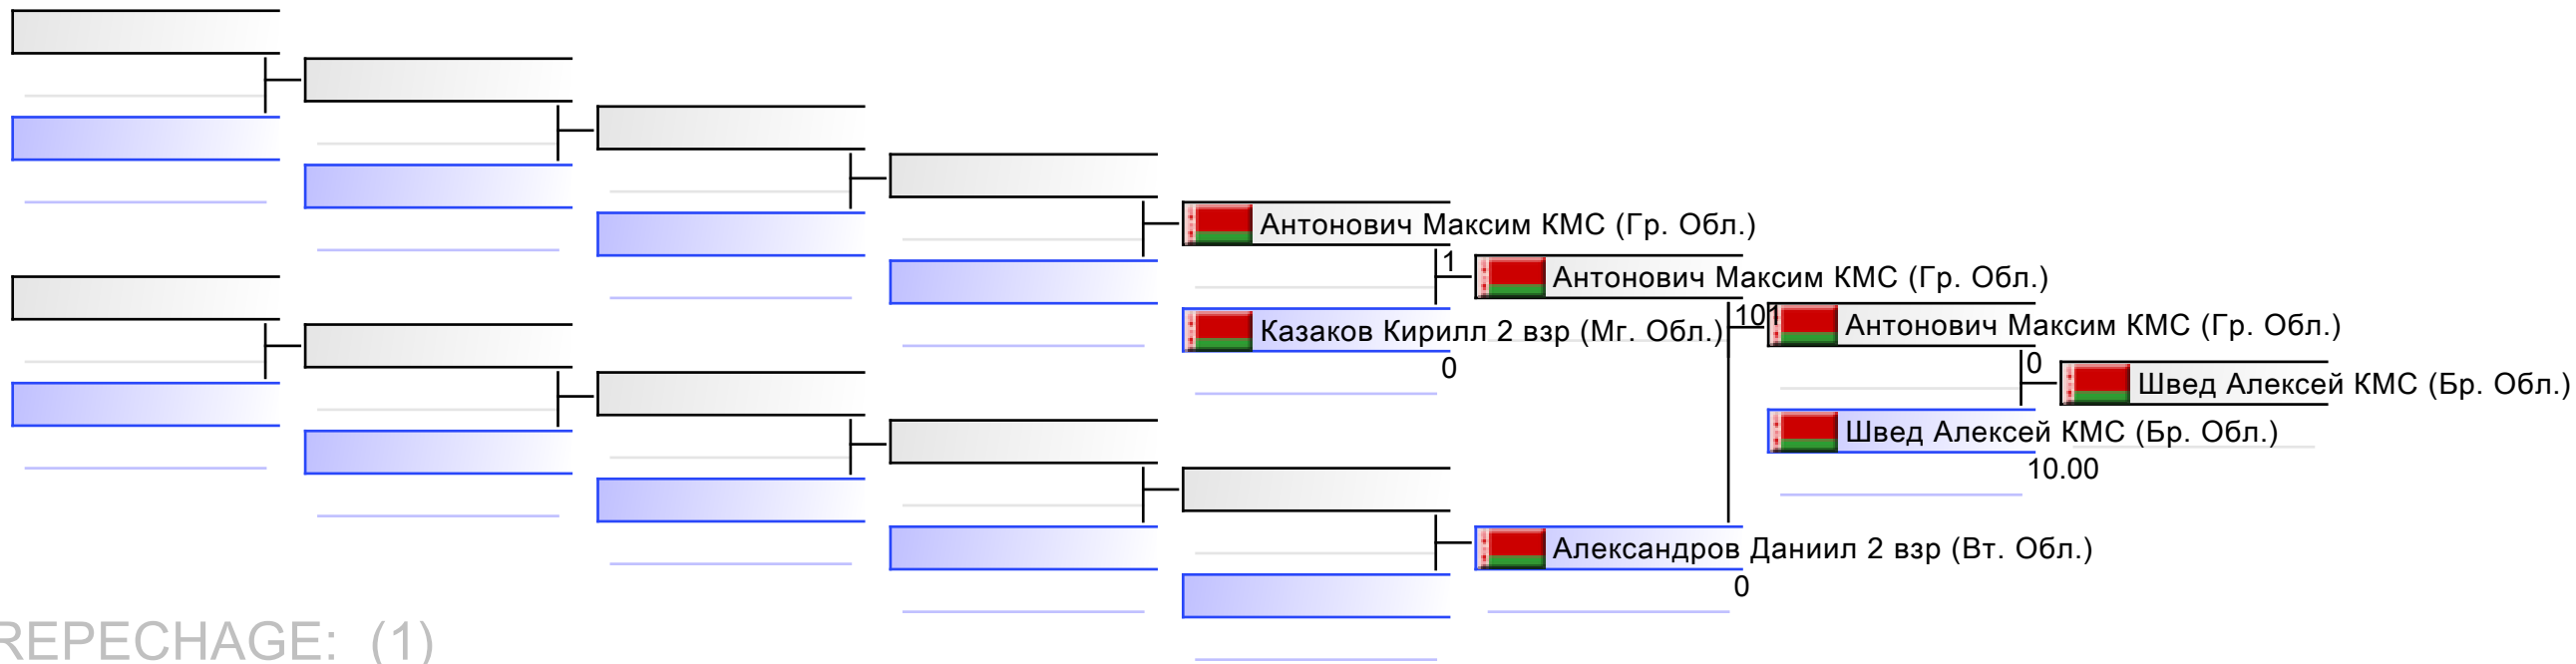 Антонович Максим КМС (Гр. Обл.)
1
Антонович Максим КМС (Гр. Обл.)
Казаков Кирилл 2 взр (Мг. Обл.)
0
101
Антонович Максим КМС (Гр. Обл.)
0
Швед Алексей КМС (Бр. Обл.)
Швед Алексей КМС (Бр. Обл.)
10.00
Александров Даниил 2 взр (Вт. Обл.)
0
REPECHAGE: (1)